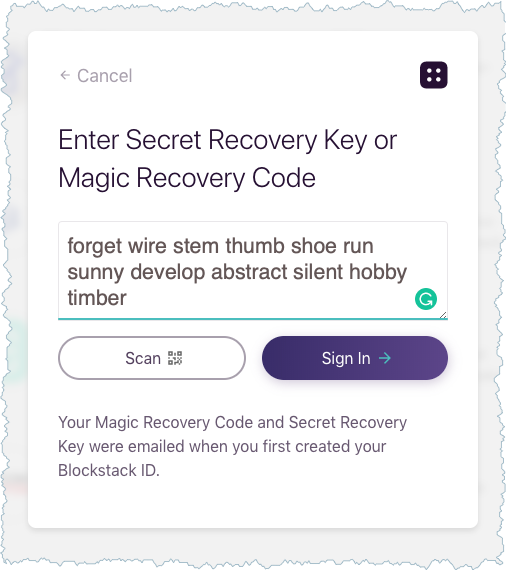 ← Cancel
Enter Secret Recovery Key or
Magic Recovery Code
forget wire stem thumb shoe run
sunny develop abstract silent hobby
timber
Scan
Sign In →
Your Magic Recovery Code and Secret Recovery
Key were emailed when you first created your
Blockstack ID.